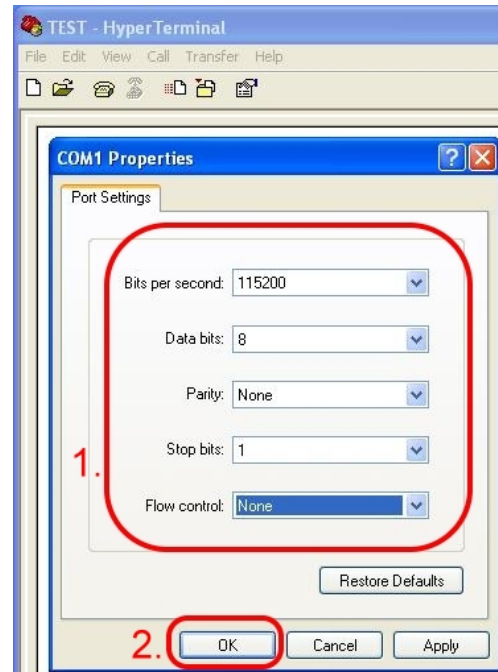 TEST - HyperTerminal
File Edit View Call Transfer Help
COM1 Properties
Port Settings
Bits per second: 115200
Data bits: 8
Parity: None
Stop bits: 1
1.
Flow control: None
Restore Defaults
2. OK Cancel Apply